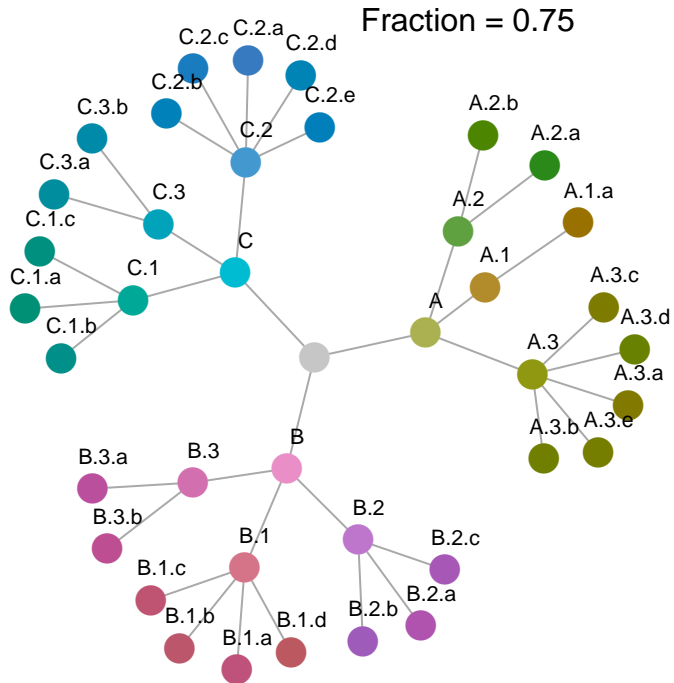 Fraction = 0.75
C.2.a
C.2.c
C.2.d
C.2.b
C.2.e
C.2
C.3.b
C.3.a
C.3
C.1.c
C.1.a
C.1
C.1.b
C
A.2.b
A.2.a
A.2
A.1.a
A.1
A
A.3.c
A.3.d
A.3
A.3.a
A.3.b
A.3.e
B
B.3.a
B.3
B.3.b
B.2
B.1
B.2.c
B.1.c
B.2.b
B.2.a
B.1.b
B.1.a
B.1.d